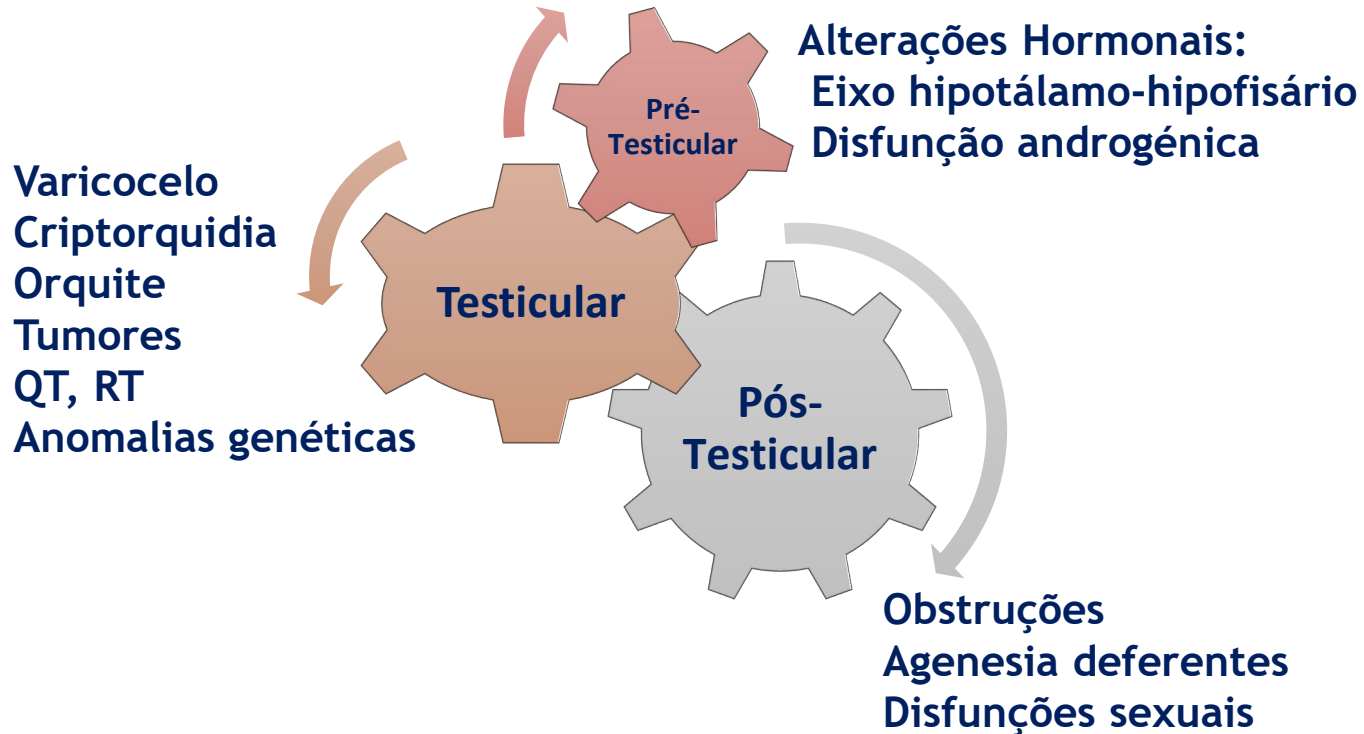 Pré-
Testicular
Alterações Hormonais:
Eixo hipotálamo-hipofisário
Disfunção androgénica
Varicocelo
Criptorquidia
Orquite
Tumores
QT, RT
Anomalias genéticas
Testicular
Pós-
Testicular
Obstruções
Agenesia deferentes
Disfunções sexuais